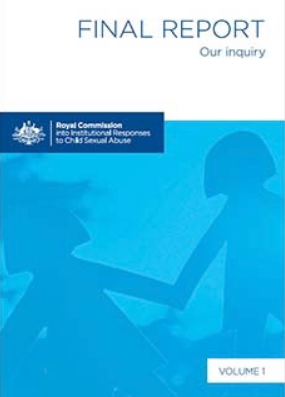 FINAL REPORT
Our inquiry
Royal Commission
into Institutional Responses
to Child Sexual Abuse
VOLUME 1